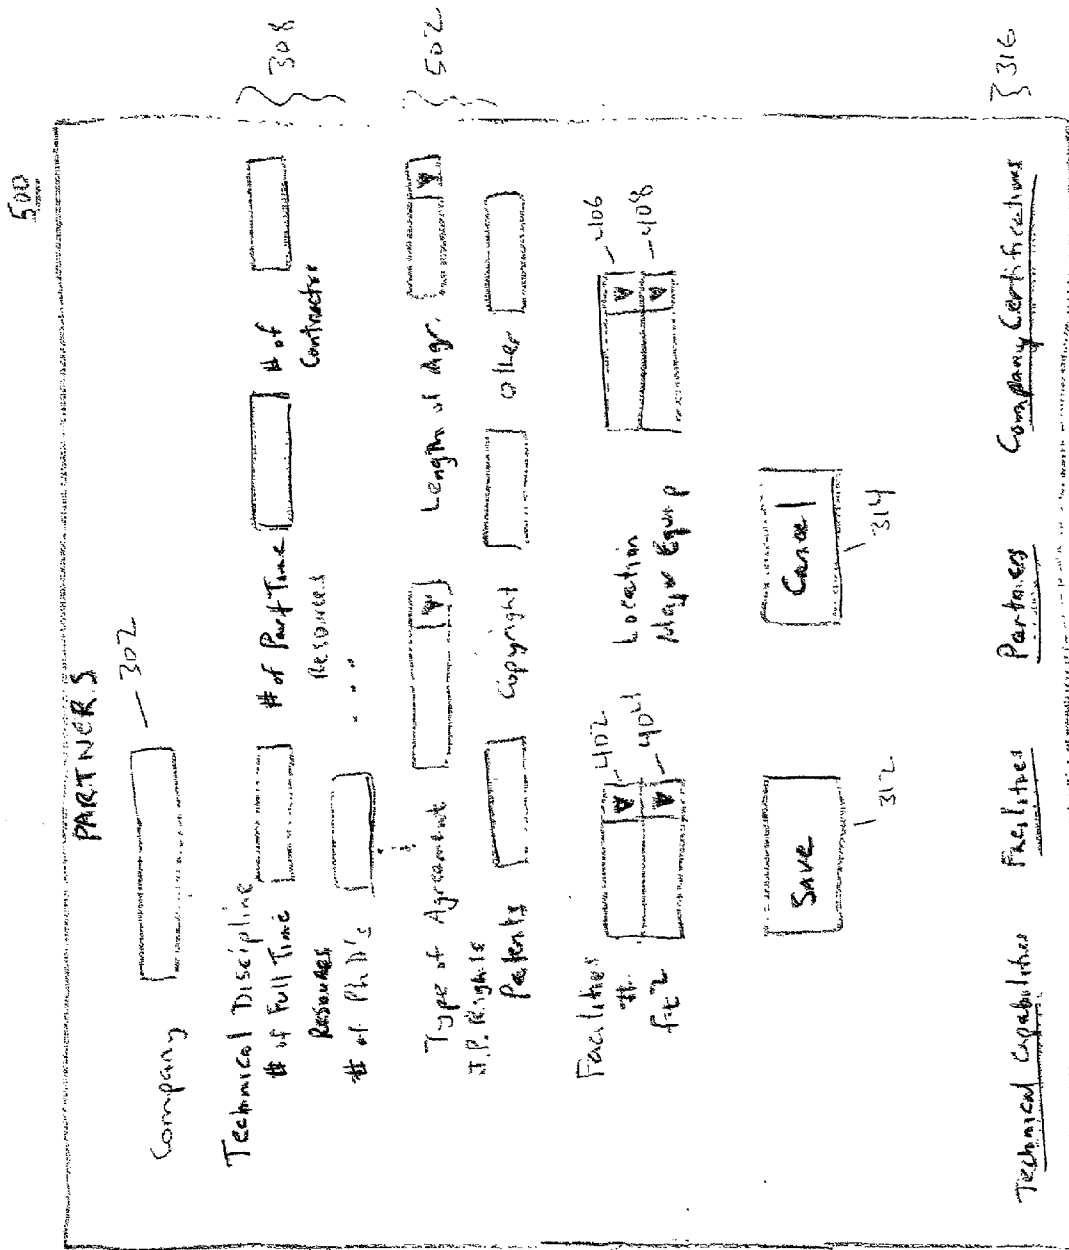 500
PARTNERS
Company — 302
Technical Discipline
# of Full Time # of Part Time # of
Resources Resources Contractor
308
# of Ph.D's ...
Type of Agreement Length of Agr.
502
I.P. Rights
Patents Copyright Other
Facilities
# 402 Location 406
Ft2 404 Major Equip 408
Save Cancel
312 314
Technical Capabilities Facilities Partners Company Certifications 316